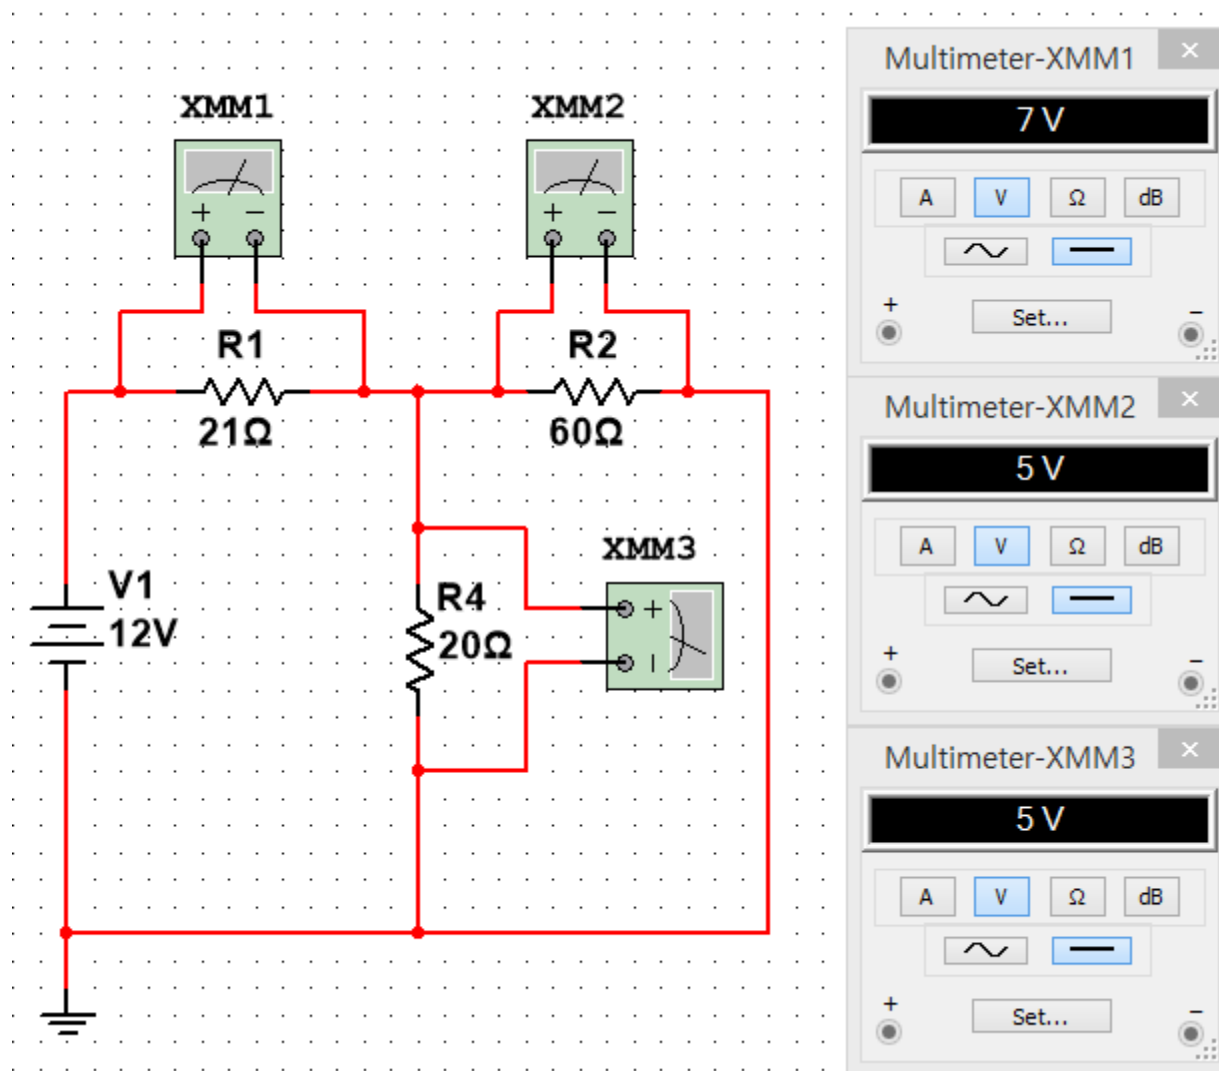 XMM1
XMM2
+ −
+ −
R1
R2
21Ω
60Ω
V1
12V
R4
20Ω
XMM3
+
−
Multimeter-XMM1 ×
7 V
A V Ω dB
+ −
Set...
Multimeter-XMM2 ×
5 V
A V Ω dB
+ −
Set...
Multimeter-XMM3 ×
5 V
A V Ω dB
+ −
Set...